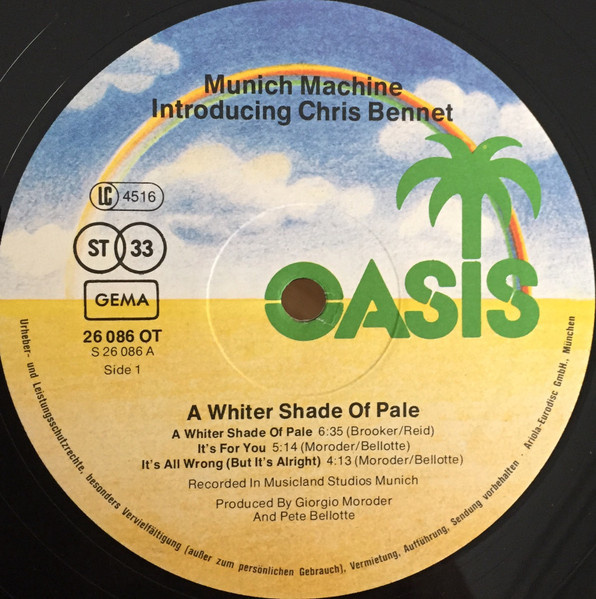 Munich Machine
Introducing Chris Bennet
LC 4516
ST 33
GEMA
OASIS
26 086 OT
S 26 086 A
Side 1
A Whiter Shade Of Pale
A Whiter Shade Of Pale 6:35 (Brooker/Reid)
It's For You 5:14 (Moroder/Bellotte)
It's All Wrong (But It's Alright) 4:13 (Moroder/Bellotte)
Recorded In Musicland Studios Munich
Produced By Giorgio Moroder
And Pete Bellotte
Urheber- und Leistungsschutzrechte, besonders Vervielfältigung (außer zum persönlichen Gebrauch), Vermietung, Aufführung, Sendung vorbehalten · Ariola-Eurodisc GmbH., München